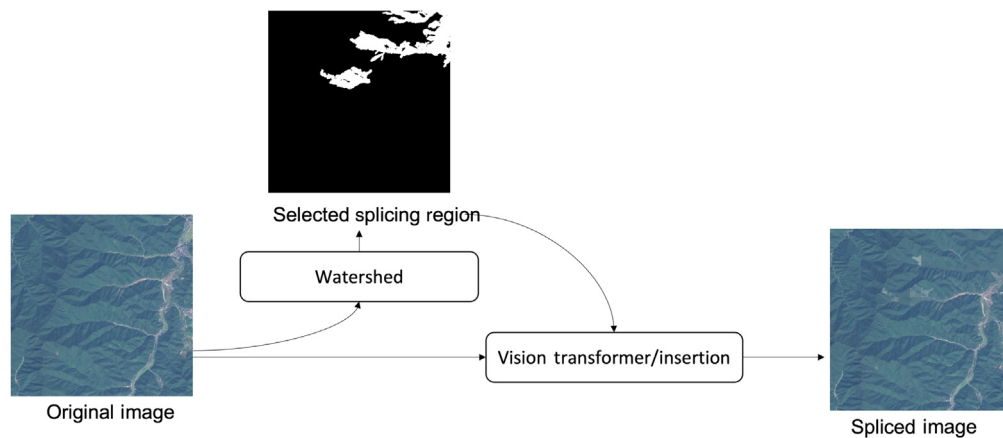 Selected splicing region
Watershed
Vision transformer/insertion
Original image
Spliced image